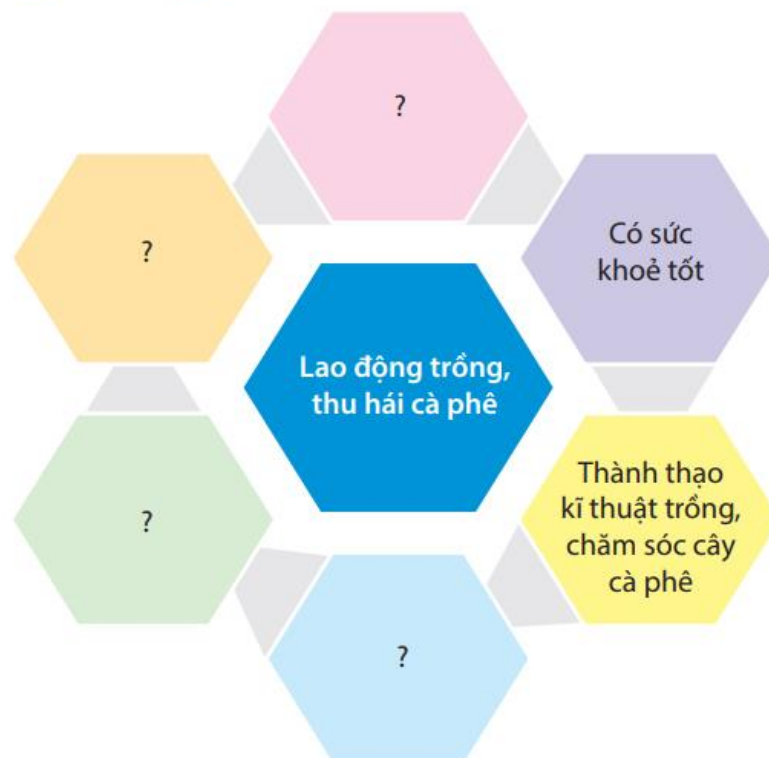 ?
?
Có sức
khoẻ tốt
Lao động trồng,
thu hái cà phê
?
Thành thạo
kĩ thuật trồng,
chăm sóc cây
cà phê
?